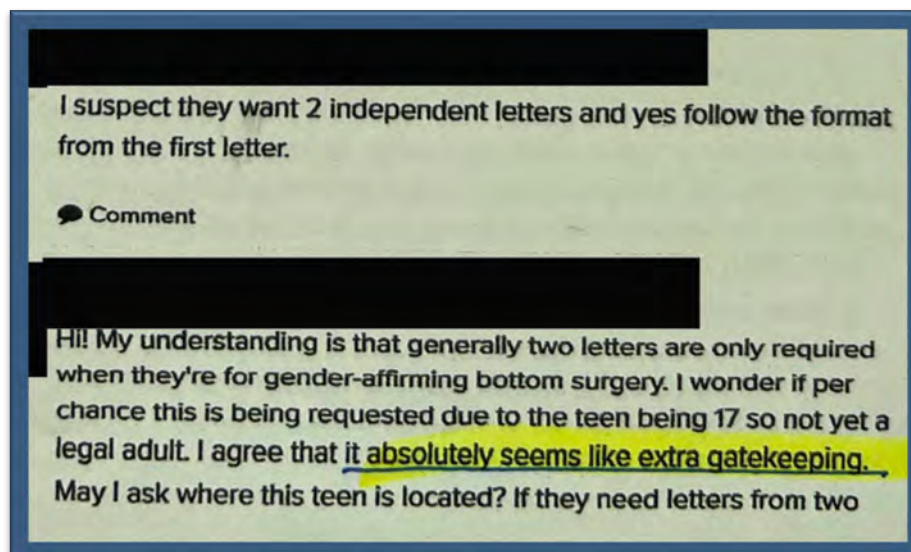 I suspect they want 2 independent letters and yes follow the format
from the first letter.
Comment
Hi! My understanding is that generally two letters are only required
when they're for gender-affirming bottom surgery. I wonder if per
chance this is being requested due to the teen being 17 so not yet a
legal adult. I agree that it absolutely seems like extra gatekeeping.
May I ask where this teen is located? If they need letters from two